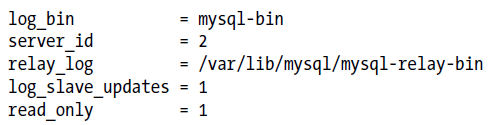 log_bin = mysql-bin
server_id = 2
relay_log = /var/lib/mysql/mysql-relay-bin
log_slave_updates = 1
read_only = 1